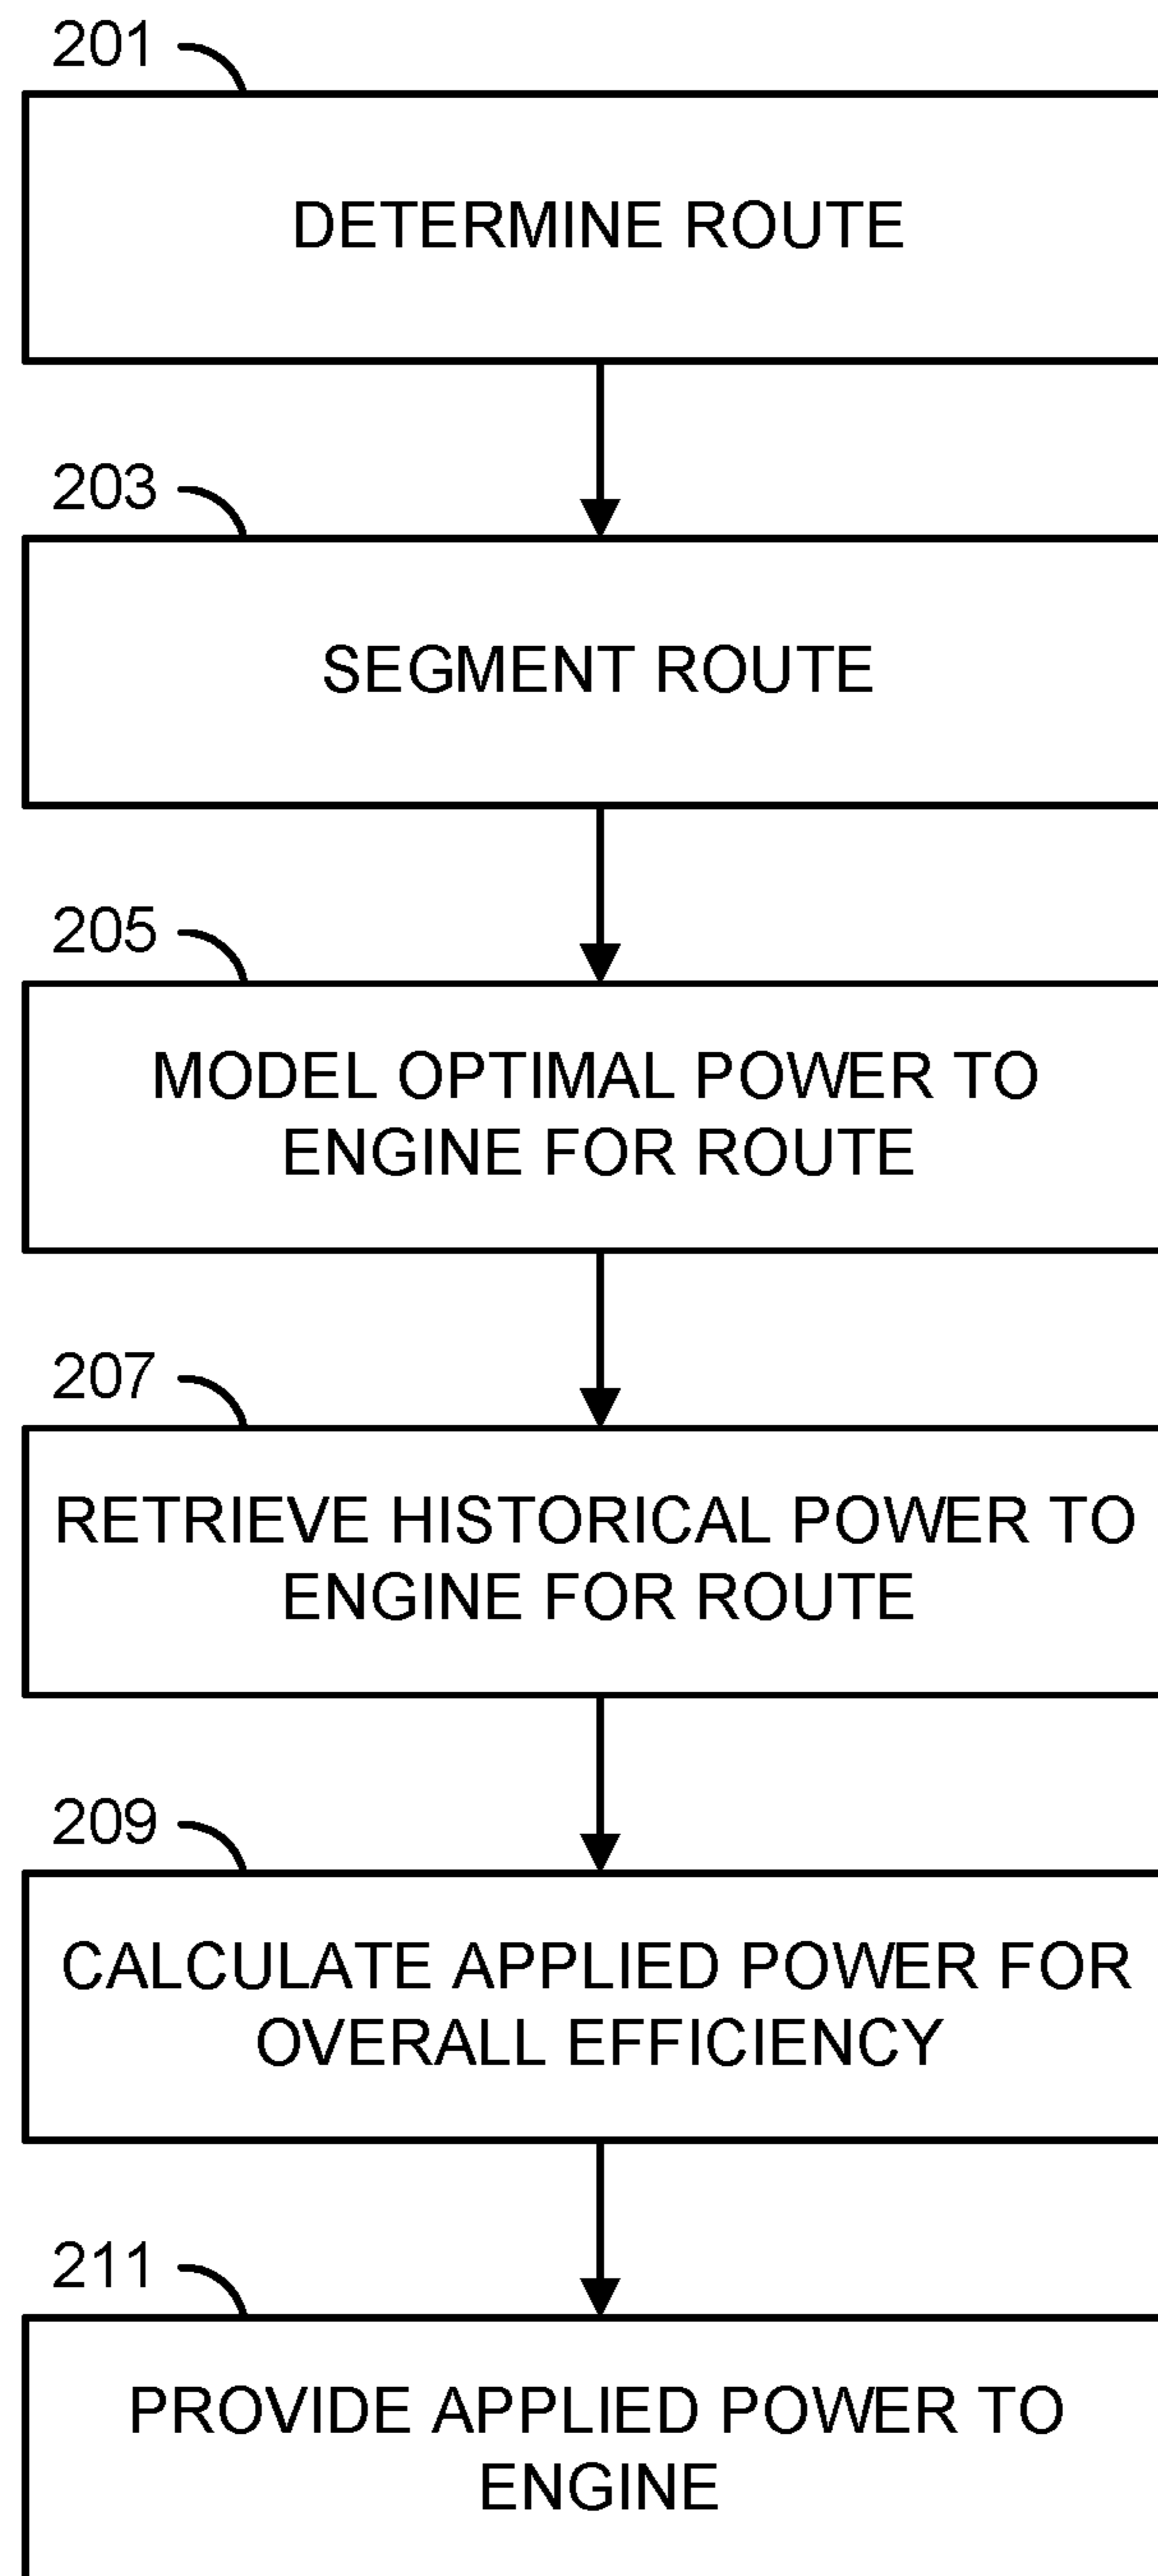 201
DETERMINE ROUTE
203
SEGMENT ROUTE
205
MODEL OPTIMAL POWER TO
ENGINE FOR ROUTE
207
RETRIEVE HISTORICAL POWER TO
ENGINE FOR ROUTE
209
CALCULATE APPLIED POWER FOR
OVERALL EFFICIENCY
211
PROVIDE APPLIED POWER TO
ENGINE